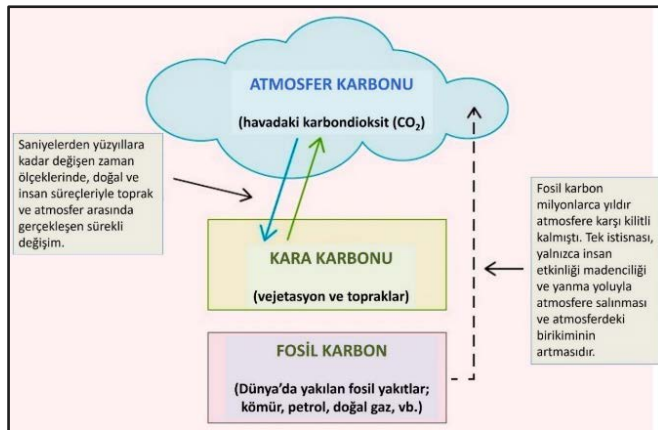 ATMOSFER KARBONU
(havadaki karbondioksit (CO₂)
Saniyelerden yüzyıllara
kadar değişen zaman
ölçeklerinde, doğal ve
insan süreçleriyle toprak
ve atmosfer arasında
gerçekleşen sürekli
değişim.
Fosil karbon
milyonlarca yıldır
atmosfere karşı kilitli
kalmıştı. Tek istisnası,
yalnızca insan
etkinliği madenciliği
ve yanma yoluyla
atmosfere salınması
ve atmosferdeki
birikiminin
artmasıdır.
KARA KARBONU
(vejetasyon ve topraklar)
FOSİL KARBON
(Dünya'da yakılan fosil yakıtlar;
kömür, petrol, doğal gaz, vb.)